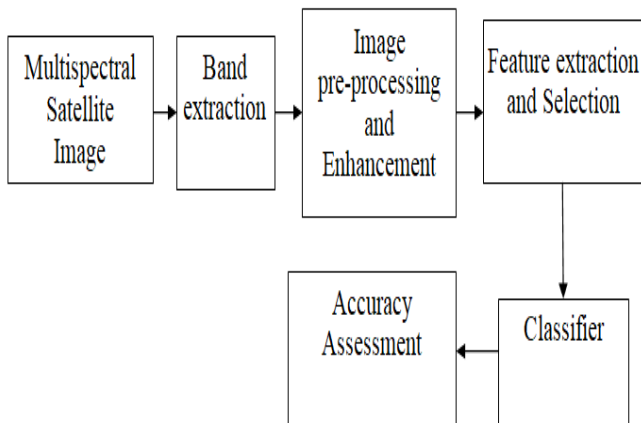 Multispectral
Satellite
Image
Band
extraction
Image
pre-processing
and
Enhancement
Feature extraction
and Selection
Classifier
Accuracy
Assessment